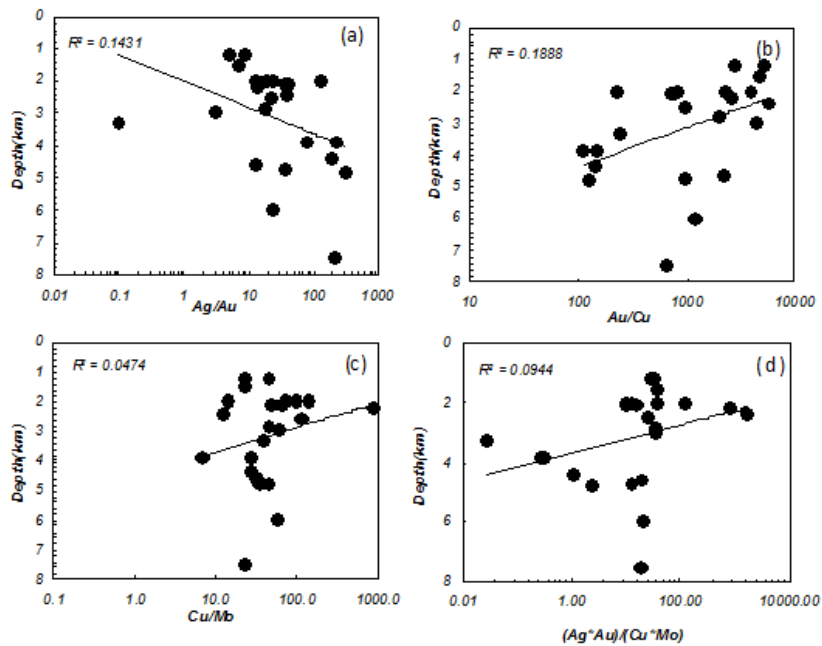 (a)
R² = 0.1431
Depth(km)
0
1
2
3
4
5
6
7
8
0.01 0.1 1 10 100 1000
Ag/Au
(b)
R² = 0.1888
Depth(km)
0
1
2
3
4
5
6
7
8
10 100 1000 10000
Au/Cu
(c)
R² = 0.0474
Depth(km)
0
1
2
3
4
5
6
7
8
0.1 10.0 100.0 1000.0
Cu/Mo
(d)
R² = 0.0944
Depth(km)
0
1
2
3
4
5
6
7
8
0.01 1.00 100.00 10000.00
(Ag*Au)/(Cu*Mo)